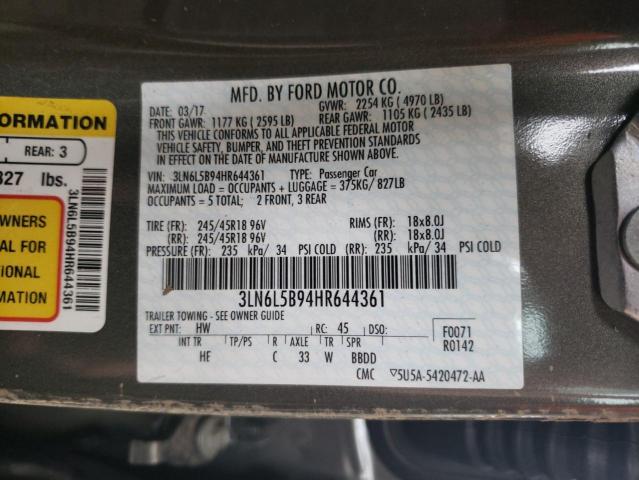 MFD. BY FORD MOTOR CO.
DATE: 03/17 GVWR: 2254 KG ( 4970 LB)
FRONT GAWR: 1177 KG ( 2595 LB) REAR GAWR: 1105 KG ( 2435 LB)
THIS VEHICLE CONFORMS TO ALL APPLICABLE FEDERAL MOTOR
VEHICLE SAFETY, BUMPER, AND THEFT PREVENTION STANDARDS
IN EFFECT ON THE DATE OF MANUFACTURE SHOWN ABOVE.
VIN: 3LN6L5B94HR644361 TYPE: Passenger Car
MAXIMUM LOAD = OCCUPANTS + LUGGAGE = 375KG/ 827LB
OCCUPANTS = 5 TOTAL; 2 FRONT, 3 REAR
TIRE (FR): 245/45R18 96V RIMS (FR): 18x8.0J
(RR): 245/45R18 96V (RR): 18x8.0J
PRESSURE (FR): 235 kPa/ 34 PSI COLD (RR): 235 kPa/ 34 PSI COLD
3LN6L5B94HR644361
TRAILER TOWING - SEE OWNER GUIDE
EXT PNT: HW RC: 45 DSO: F0071
INT TR TP/PS R AXLE TR SPR R0142
HF C 33 W BBDD
CMC ▽5U5A-5420472-AA
FORMATION
REAR: 3
827 lbs.
WNERS
AL FOR
TIONAL
MATION
3LN6L5B94HR644361